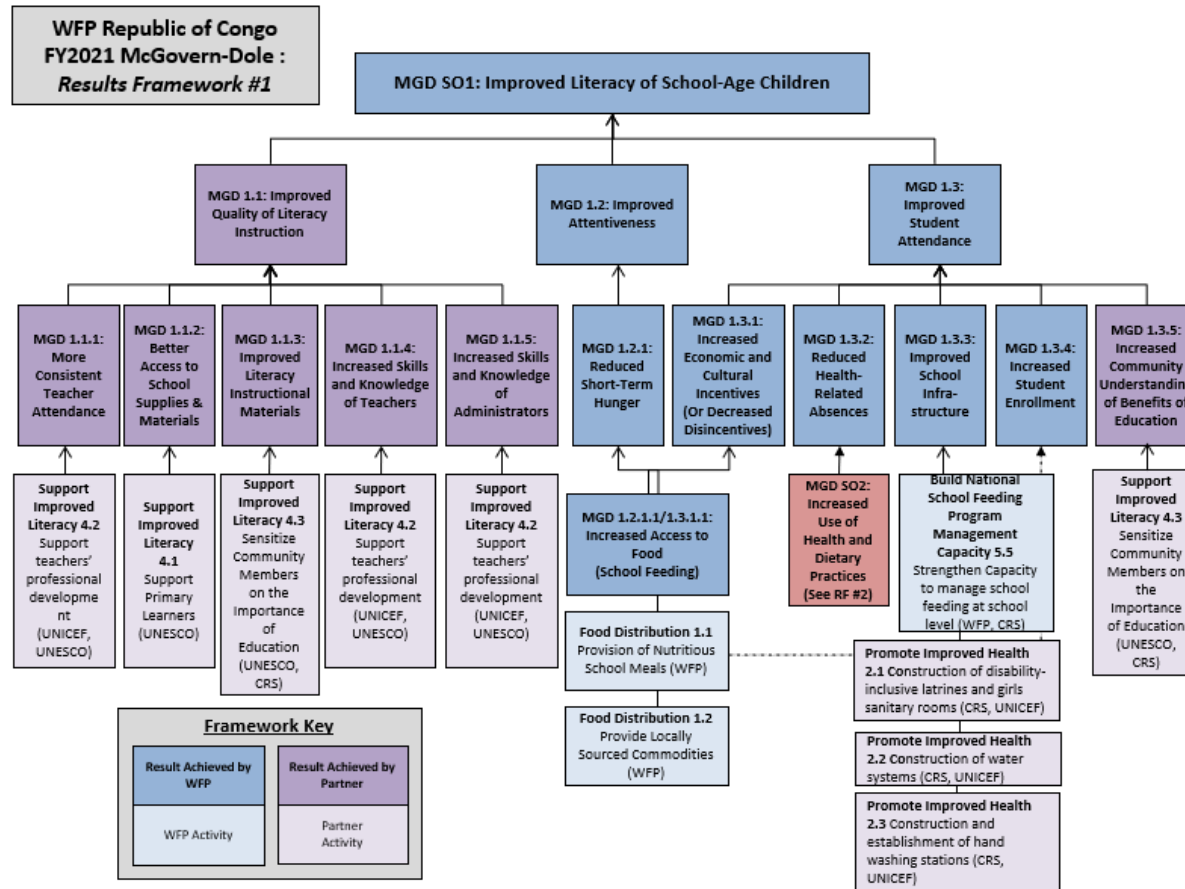 WFP Republic of Congo
FY2021 McGovern-Dole :
Results Framework #1
MGD SO1: Improved Literacy of School-Age Children
MGD 1.1: Improved
Quality of Literacy
Instruction
MGD 1.2: Improved
Attentiveness
MGD 1.3:
Improved
Student
Attendance
MGD 1.1.1:
More
Consistent
Teacher
Attendance
MGD 1.1.2:
Better
Access to
School
Supplies &
Materials
MGD 1.1.3:
Improved
Literacy
Instructional
Materials
MGD 1.1.4:
Increased Skills
and Knowledge
of Teachers
MGD 1.1.5:
Increased Skills
and Knowledge
of
Administrators
MGD 1.2.1:
Reduced
Short-Term
Hunger
MGD 1.3.1:
Increased
Economic and
Cultural
Incentives
(Or Decreased
Disincentives)
MGD 1.3.2:
Reduced
Health-
Related
Absences
MGD 1.3.3:
Improved
School
Infra-
structure
MGD 1.3.4:
Increased
Student
Enrollment
MGD 1.3.5:
Increased
Community
Understanding
of Benefits of
Education
Support
Improved
Literacy 4.2
Support
teachers'
professional
developme
nt
(UNICEF,
UNESCO)
Support
Improved
Literacy
4.1
Support
Primary
Learners
(UNESCO)
Support
Improved
Literacy 4.3
Sensitize
Community
Members
on the
Importance
of
Education
(UNESCO,
CRS)
Support
Improved
Literacy 4.2
Support
teachers'
professional
development
(UNICEF,
UNESCO)
Support
Improved
Literacy 4.2
Support
teachers'
professional
development
(UNICEF,
UNESCO)
MGD 1.2.1.1/1.3.1.1:
Increased Access to
Food
(School Feeding)
MGD SO2:
Increased
Use of
Health and
Dietary
Practices
(See RF #2)
Build National
School Feeding
Program
Management
Capacity 5.5
Strengthen Capacity
to manage school
feeding at school
level (WFP, CRS)
Support
Improved
Literacy 4.3
Sensitize
Community
Members on
the
Importance
of Education
(UNESCO,
CRS)
Food Distribution 1.1
Provision of Nutritious
School Meals (WFP)
Food Distribution 1.2
Provide Locally
Sourced Commodities
(WFP)
Promote Improved Health
2.1 Construction of disability-
inclusive latrines and girls
sanitary rooms (CRS, UNICEF)
Promote Improved Health
2.2 Construction of water
systems (CRS, UNICEF)
Promote Improved Health
2.3 Construction and
establishment of hand
washing stations (CRS,
UNICEF)
Framework Key
Result Achieved by
WFP
Result Achieved by
Partner
WFP Activity
Partner
Activity